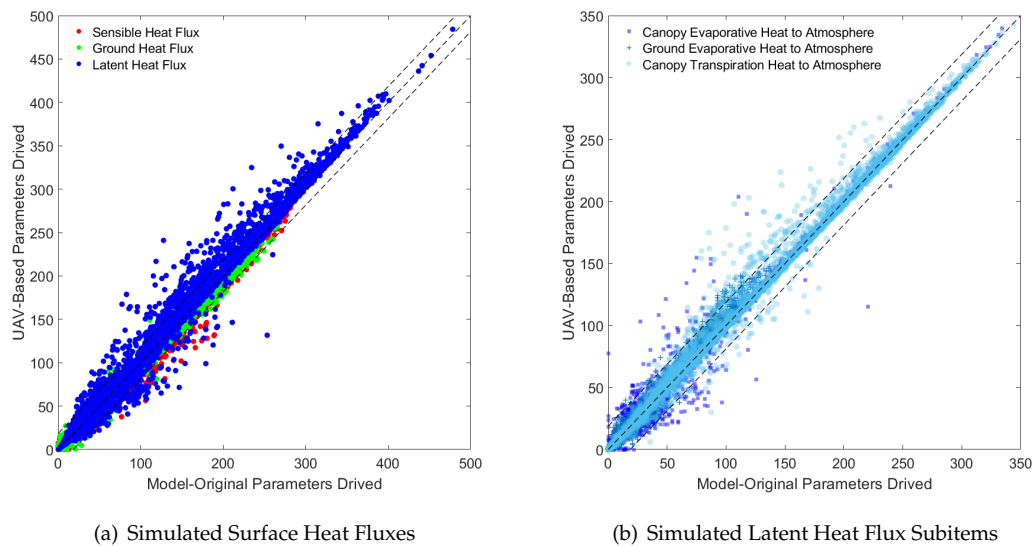 Sensible Heat Flux
Ground Heat Flux
Latent Heat Flux
500
450
400
350
300
250
200
150
100
50
0
0 100 200 300 400 500
UAV-Based Parameters Drived
Model-Original Parameters Drived
(a) Simulated Surface Heat Fluxes
Canopy Evaporative Heat to Atmosphere
Ground Evaporative Heat to Atmosphere
Canopy Transpiration Heat to Atmosphere
350
300
250
200
150
100
50
0
0 50 100 150 200 250 300 350
UAV-Based Parameters Drived
Model-Original Parameters Drived
(b) Simulated Latent Heat Flux Subitems